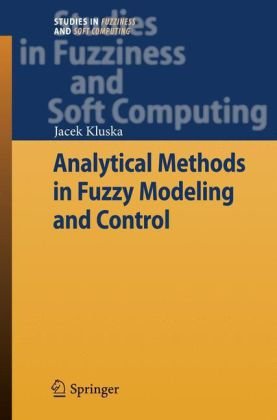 STUDIES IN FUZZINESS
AND SOFT COMPUTING
Studies
in Fuzziness
and
Soft Computing
Jacek Kluska
Analytical Methods
in Fuzzy Modeling
and Control
Springer